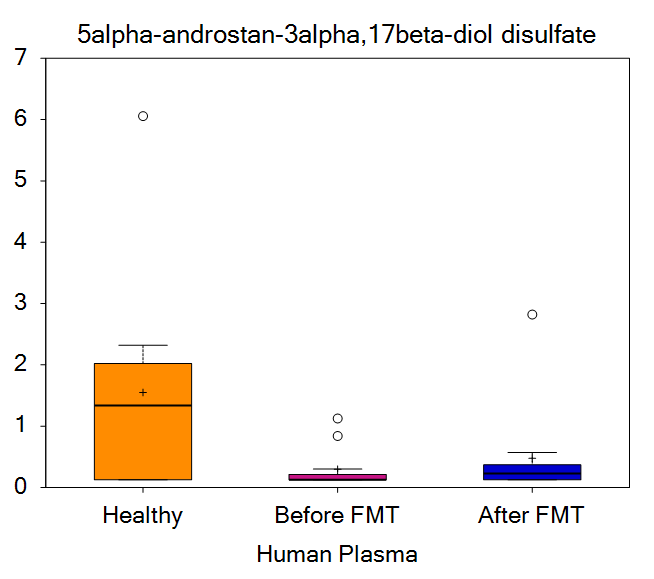 5alpha-androstan-3alpha,17beta-diol disulfate
7
6
5
4
3
2
1
0
Healthy
Before FMT
After FMT
Human Plasma